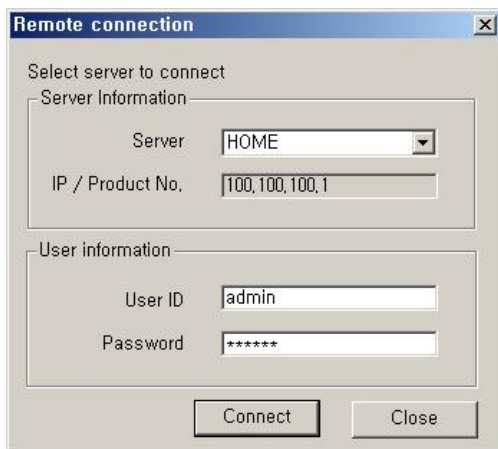 Remote connection
Select server to connect
Server Information
Server HOME
IP / Product No. 100,100,100,1
User information
User ID admin
Password ******
Connect Close